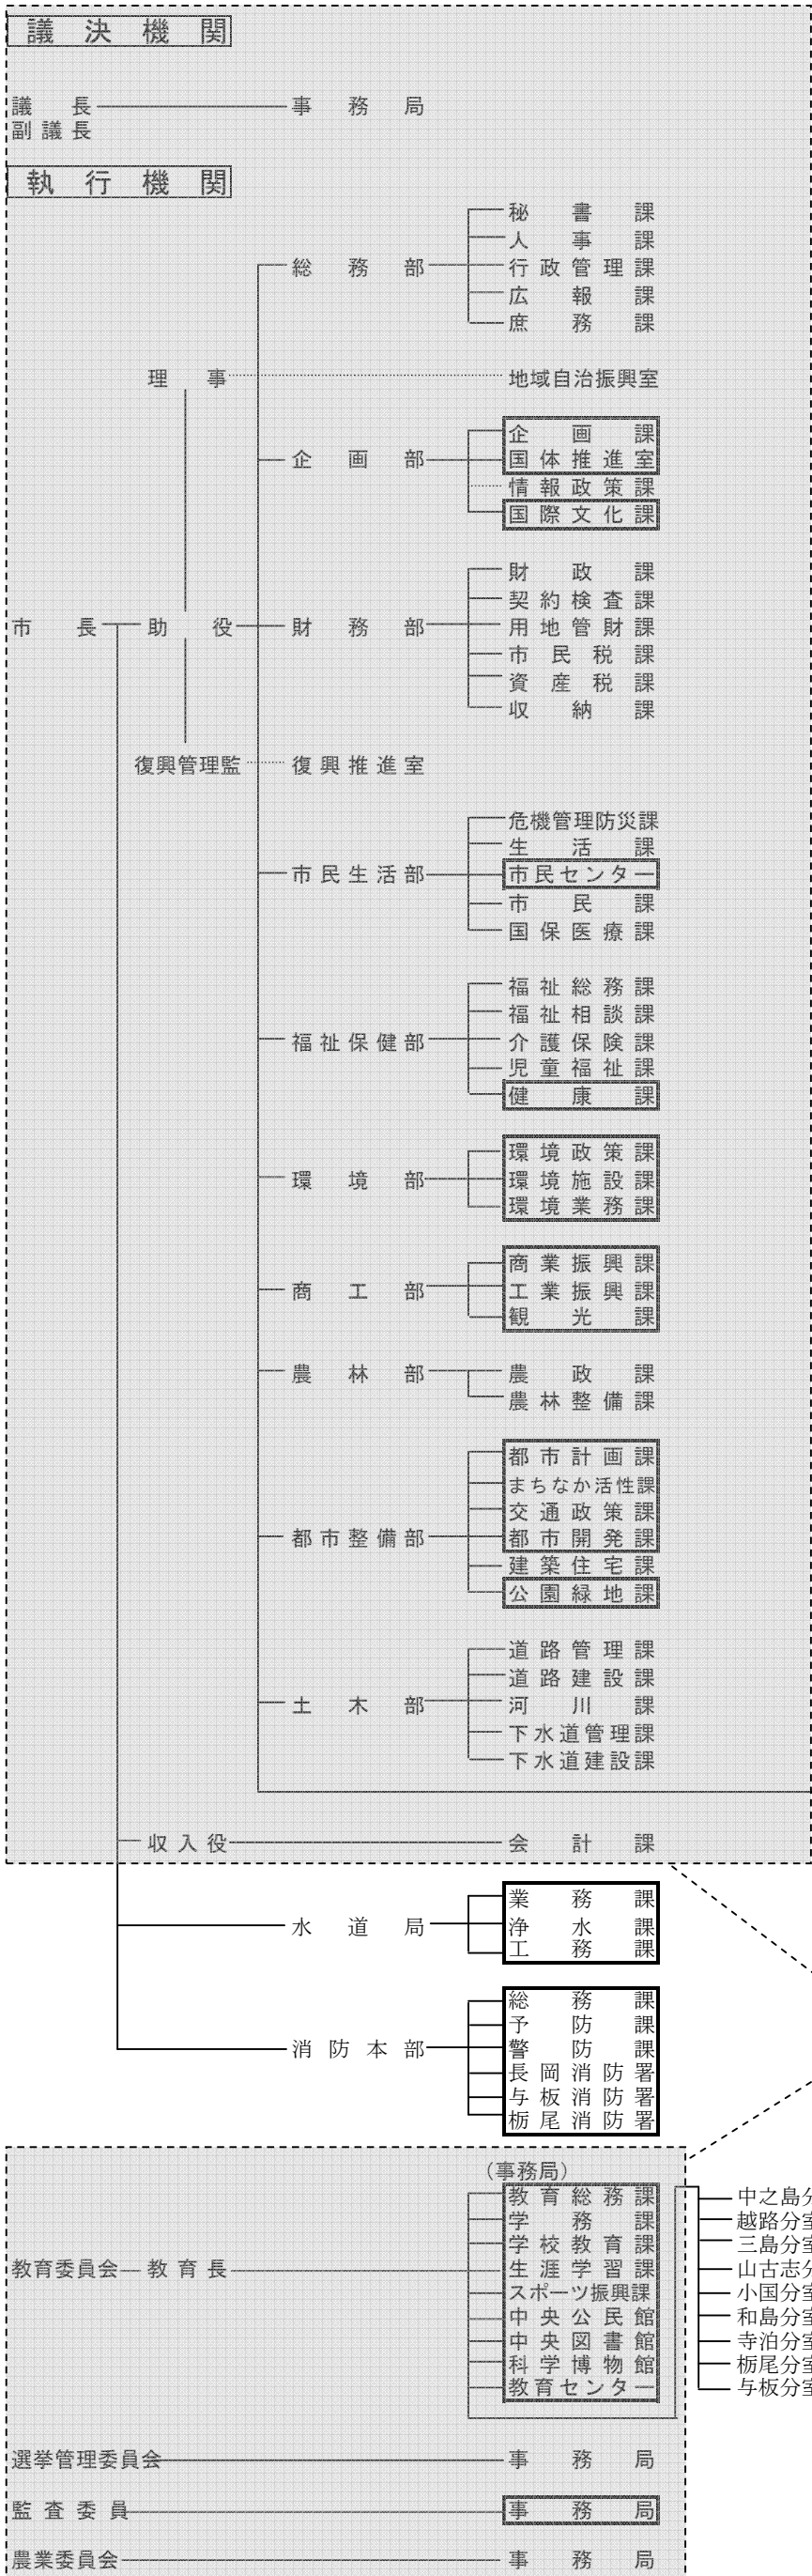 議決機関
議長 事務局
副議長
執行機関
秘書課
人事課
総務部 行政管理課
広報課
庶務課
理事 地域自治振興室
企画課
企画部 国体推進室
情報政策課
国際文化課
財政課
契約検査課
市長 助役 財務部 用地管財課
市民税課
資産税課
収納課
復興管理監 復興推進室
危機管理防災課
生活課
市民生活部 市民センター
市民課
国保医療課
福祉総務課
福祉相談課
福祉保健部 介護保険課
児童福祉課
健康課
環境政策課
環境部 環境施設課
環境業務課
商業振興課
商工部 工業振興課
観光課
農林部 農政課
農林整備課
都市計画課
まちなか活性課
交通政策課
都市整備部 都市開発課
建築住宅課
公園緑地課
道路管理課
道路建設課
土木部 河川課
下水道管理課
下水道建設課
収入役 会計課
業務課
水道局 浄水課
工務課
総務課
予防課
消防本部 警防課
長岡消防署
与板消防署
栃尾消防署
（事務局）
教育総務課 中之島分
学務課 越路分室
学校教育課 三島分室
教育委員会 教育長 生涯学習課 山古志分
スポーツ振興課 小国分室
中央公民館 和島分室
中央図書館 寺泊分室
科学博物館 栃尾分室
教育センター 与板分室
選挙管理委員会 事務局
監査委員 事務局
農業委員会 事務局